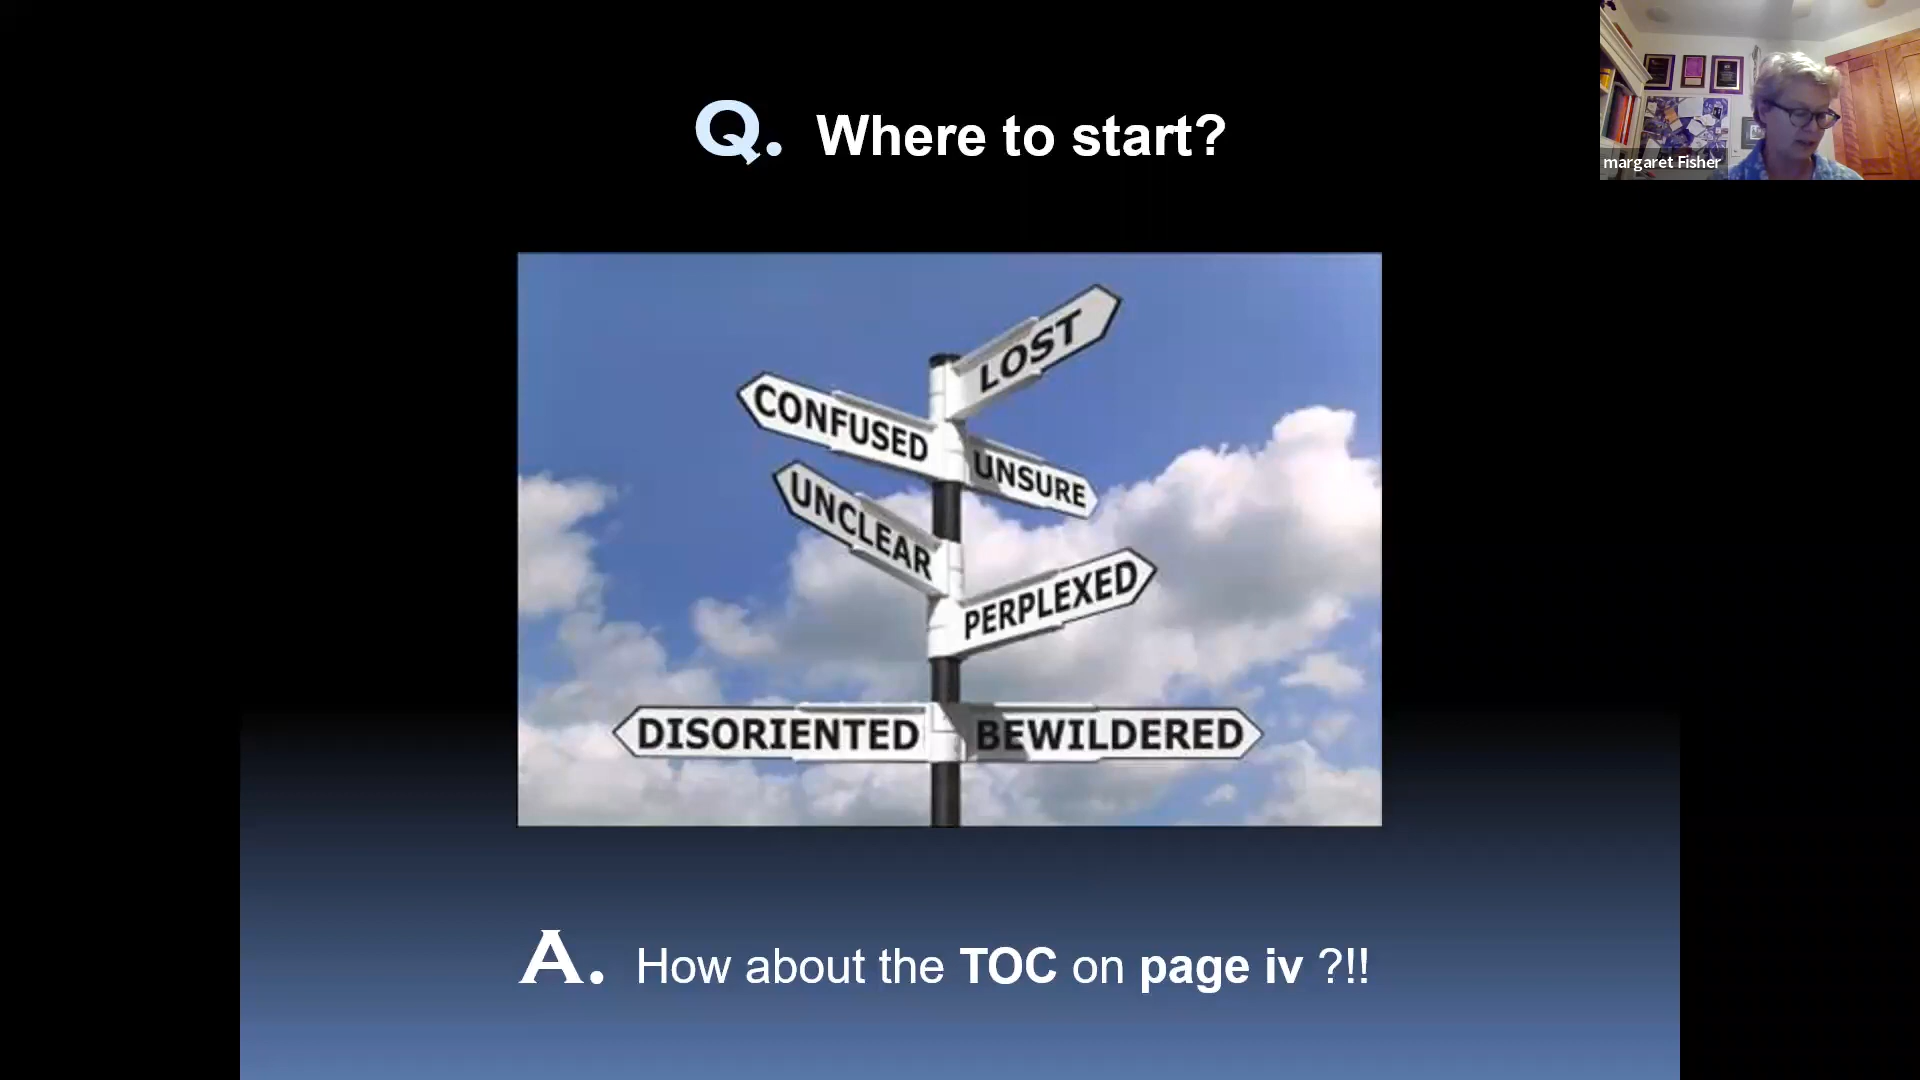 Q. Where to start?
margaret Fisher
LOST
CONFUSED
UNSURE
UNCLEAR
PERPLEXED
DISORIENTED
BEWILDERED
A. How about the TOC on page iv ?!!